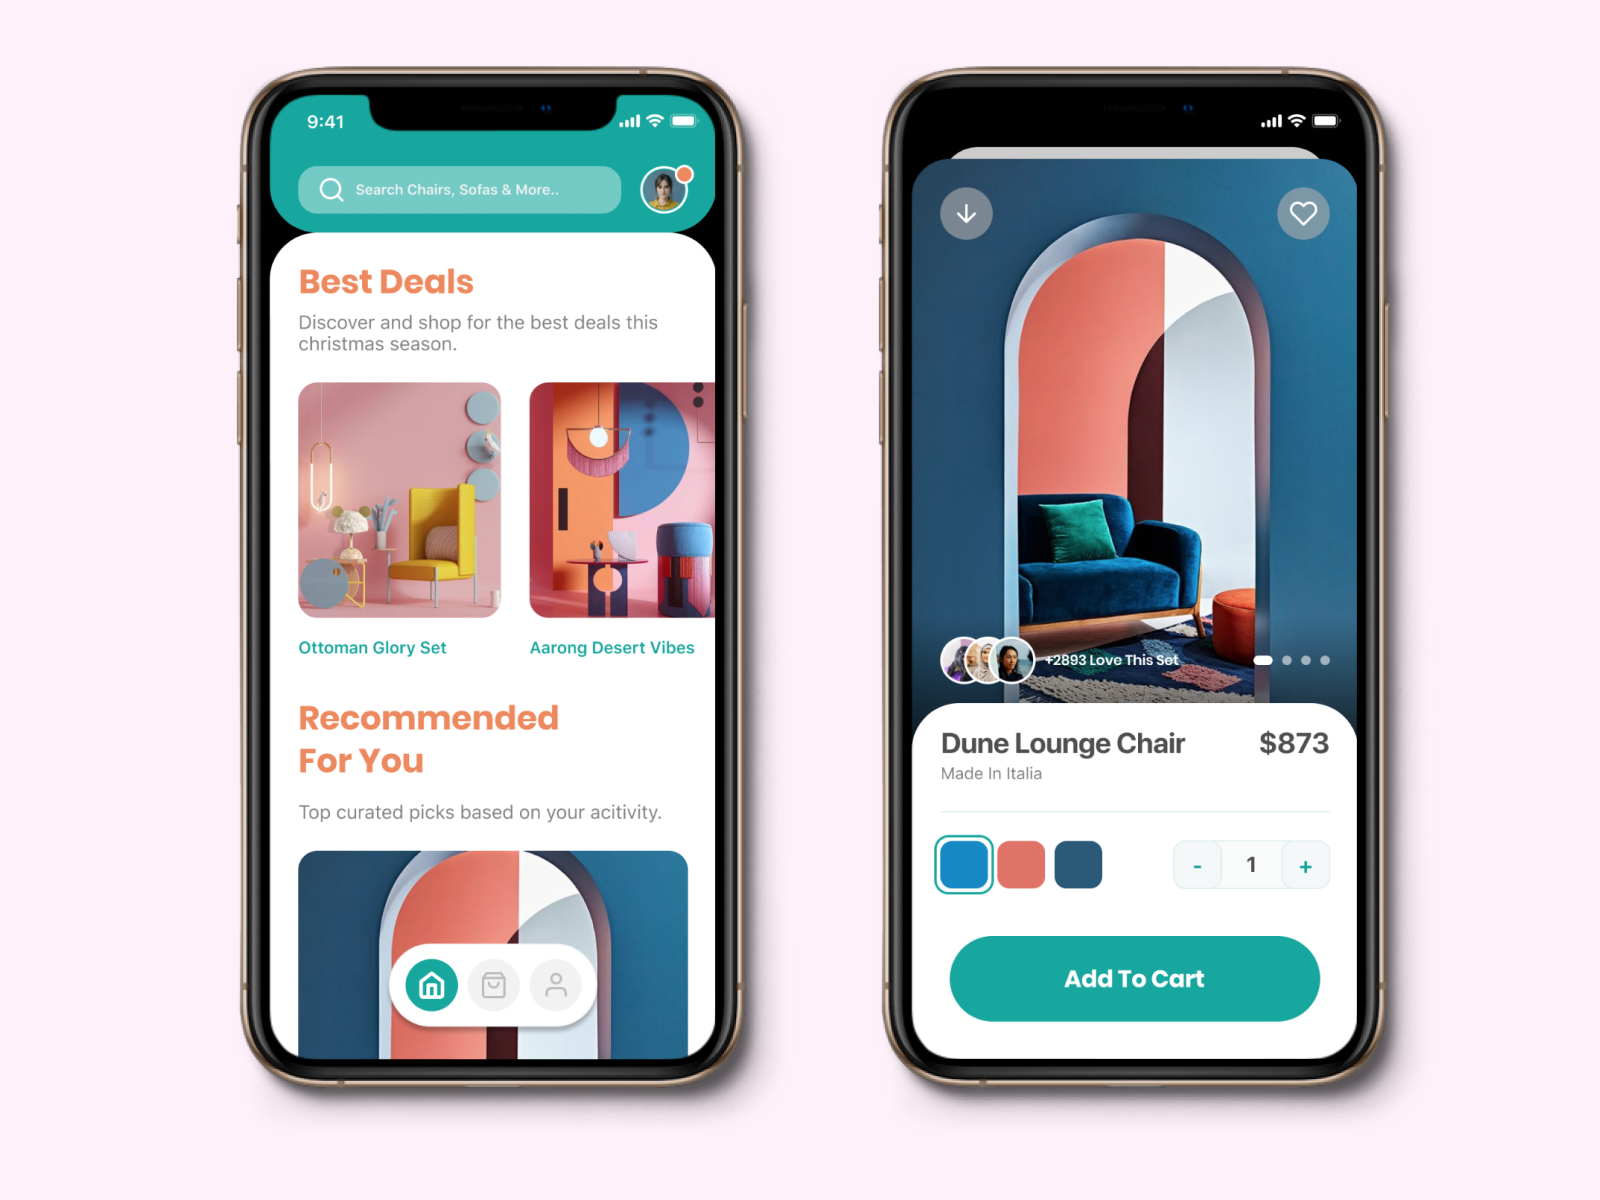 9:41
Search Chairs, Sofas & More..
Best Deals
Discover and shop for the best deals this
christmas season.
Ottoman Glory Set
Aarong Desert Vibes
Recommended
For You
Top curated picks based on your acitivity.
+2893 Love This Set
Dune Lounge Chair
$873
Made In Italia
- 1 +
Add To Cart